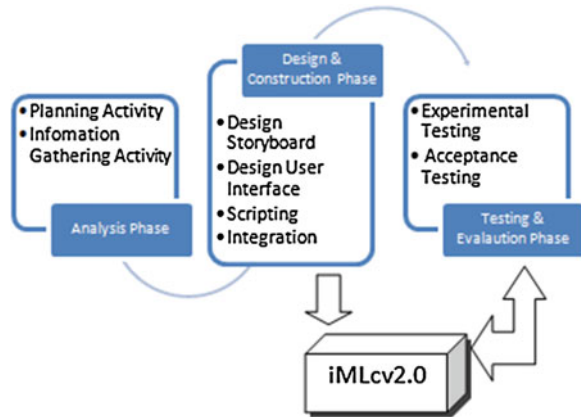 • Planning Activity
• Infomation
Gathering Activity
Analysis Phase
Design &
Construction Phase
• Design
Storyboard
• Design User
Interface
• Scripting
• Integration
• Experimental
Testing
• Acceptance
Testing
Testing &
Evalaution Phase
iMLcv2.0